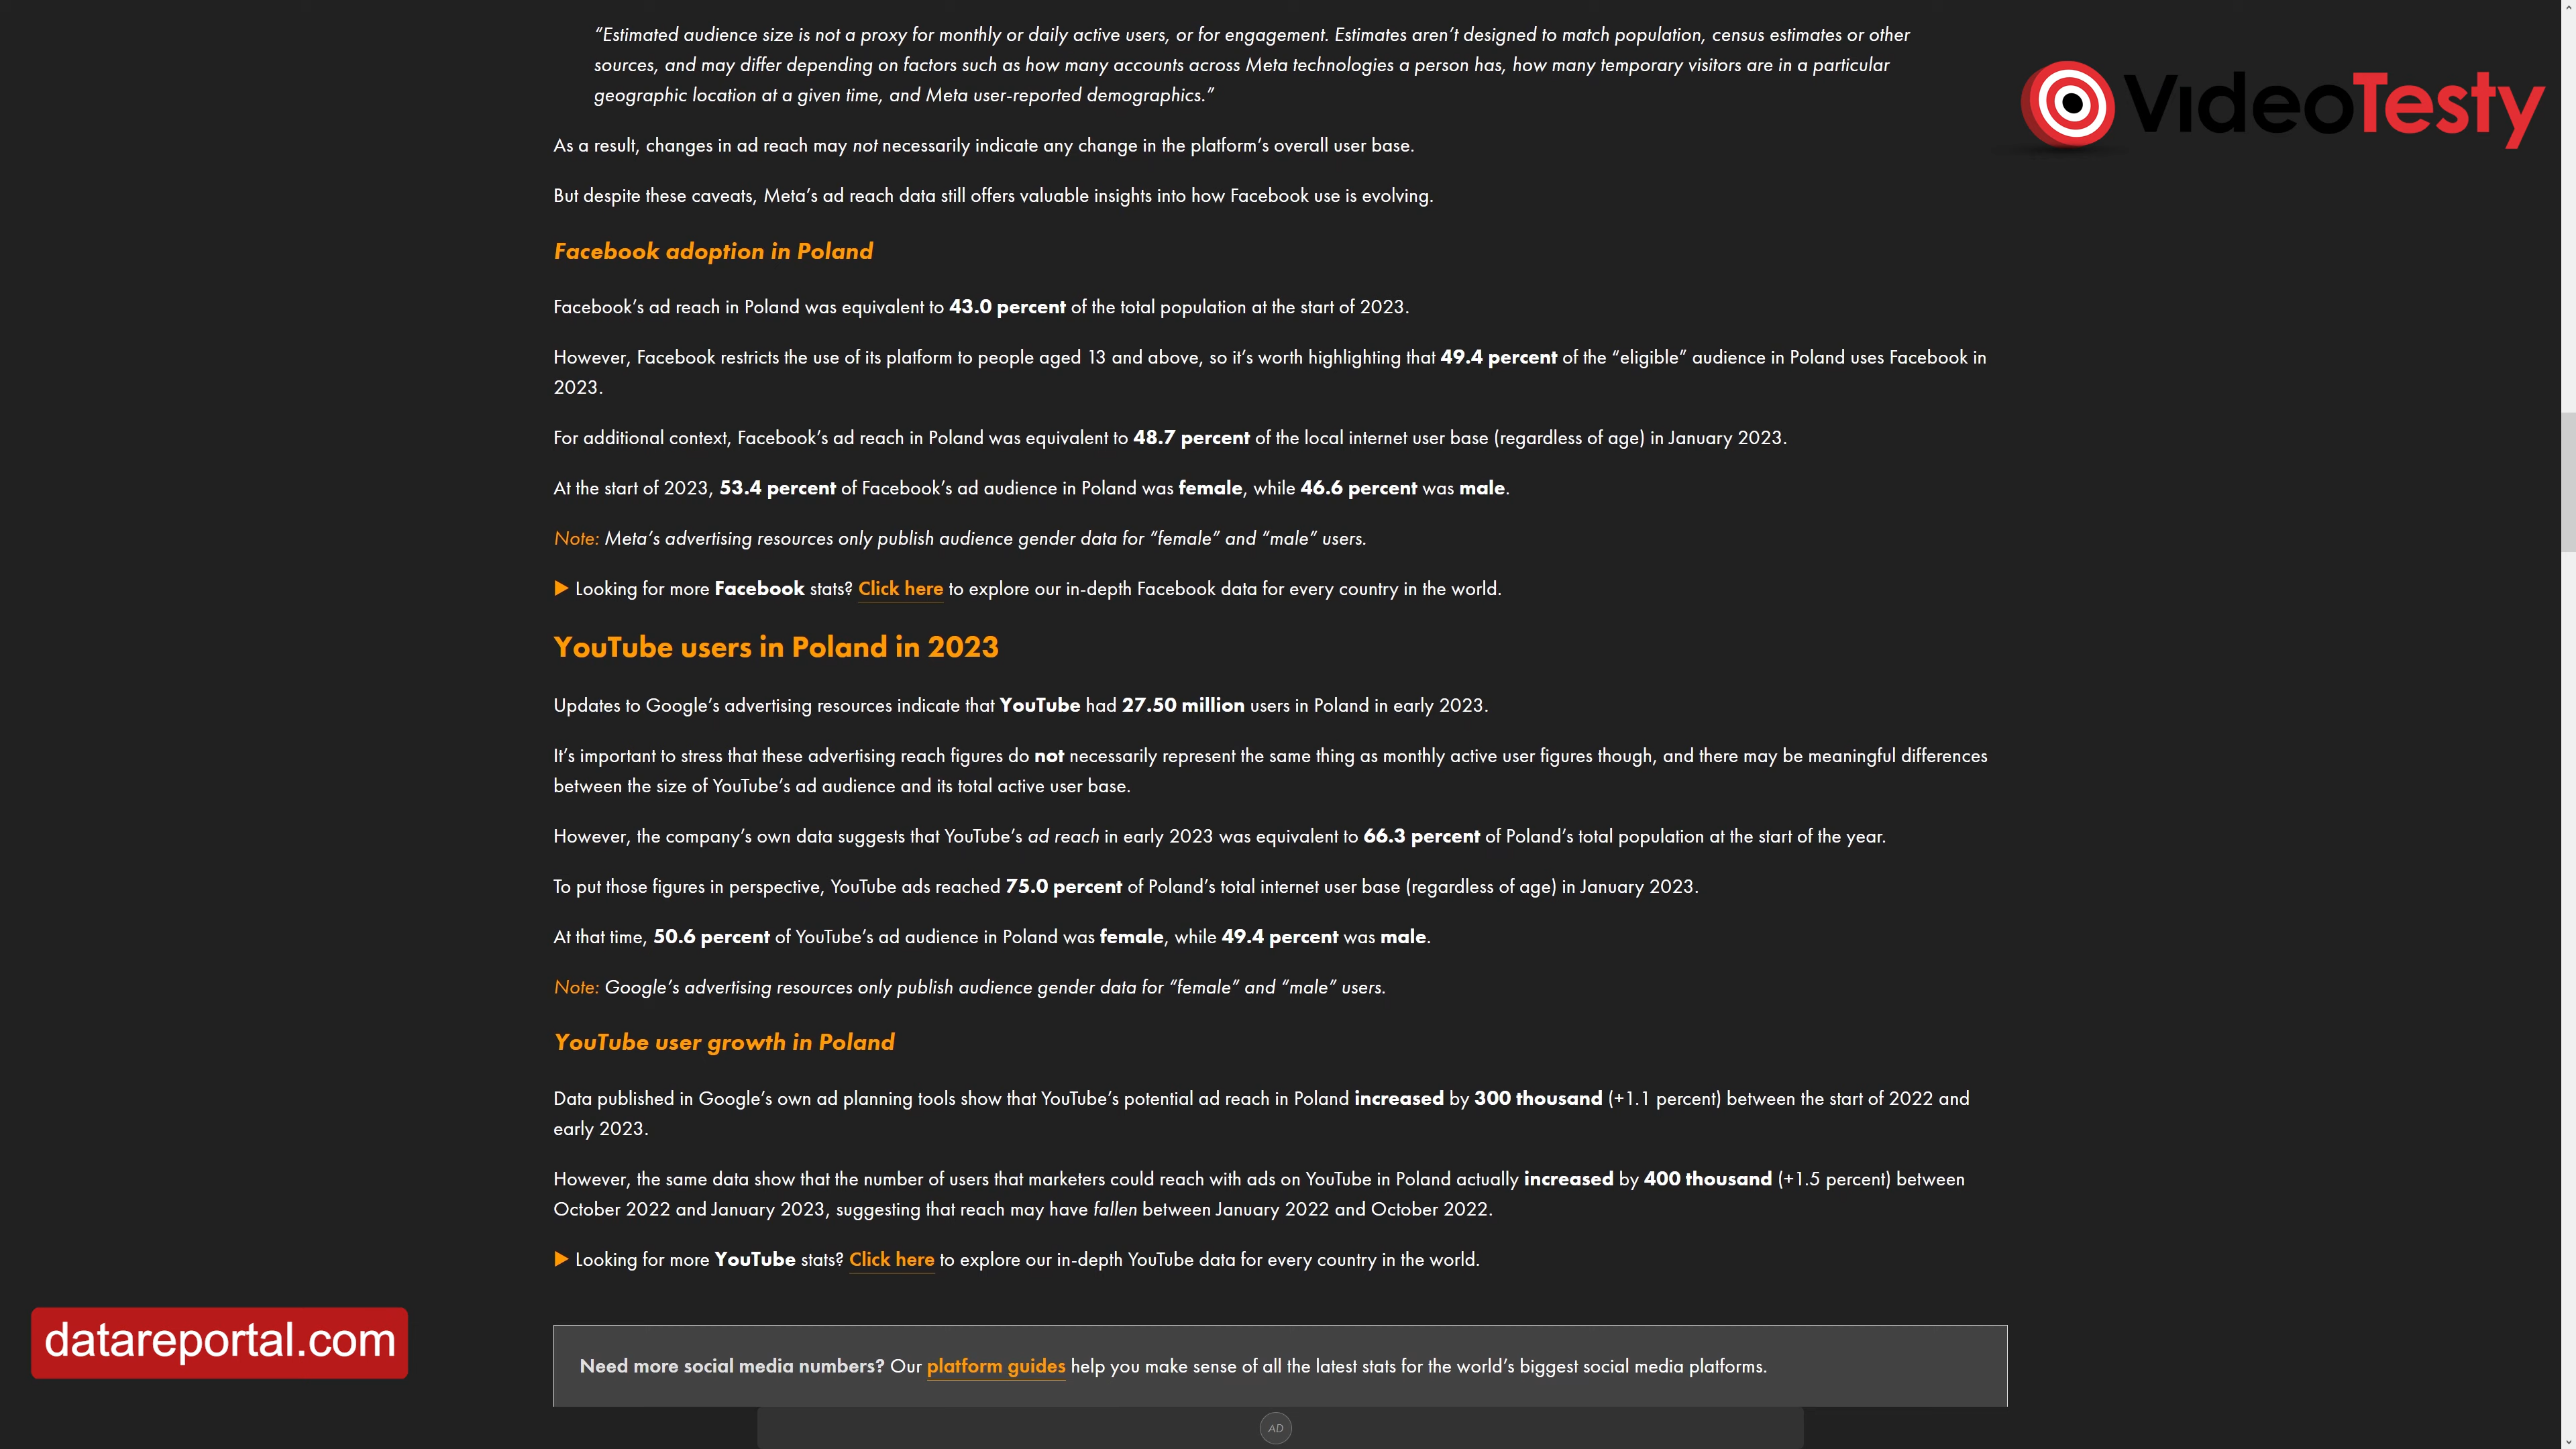 “Estimated audience size is not a proxy for monthly or daily active users, or for engagement. Estimates aren’t designed to match population, census estimates or other
sources, and may differ depending on factors such as how many accounts across Meta technologies a person has, how many temporary visitors are in a particular
geographic location at a given time, and Meta user-reported demographics.”
VideoTesty
As a result, changes in ad reach may not necessarily indicate any change in the platform’s overall user base.
But despite these caveats, Meta’s ad reach data still offers valuable insights into how Facebook use is evolving.
Facebook adoption in Poland
Facebook’s ad reach in Poland was equivalent to 43.0 percent of the total population at the start of 2023.
However, Facebook restricts the use of its platform to people aged 13 and above, so it’s worth highlighting that 49.4 percent of the “eligible” audience in Poland uses Facebook in
2023.
For additional context, Facebook’s ad reach in Poland was equivalent to 48.7 percent of the local internet user base (regardless of age) in January 2023.
At the start of 2023, 53.4 percent of Facebook’s ad audience in Poland was female, while 46.6 percent was male.
Note: Meta’s advertising resources only publish audience gender data for “female” and “male” users.
▶ Looking for more Facebook stats? Click here to explore our in-depth Facebook data for every country in the world.
YouTube users in Poland in 2023
Updates to Google’s advertising resources indicate that YouTube had 27.50 million users in Poland in early 2023.
It’s important to stress that these advertising reach figures do not necessarily represent the same thing as monthly active user figures though, and there may be meaningful differences
between the size of YouTube’s ad audience and its total active user base.
However, the company’s own data suggests that YouTube’s ad reach in early 2023 was equivalent to 66.3 percent of Poland’s total population at the start of the year.
To put those figures in perspective, YouTube ads reached 75.0 percent of Poland’s total internet user base (regardless of age) in January 2023.
At that time, 50.6 percent of YouTube’s ad audience in Poland was female, while 49.4 percent was male.
Note: Google’s advertising resources only publish audience gender data for “female” and “male” users.
YouTube user growth in Poland
Data published in Google’s own ad planning tools show that YouTube’s potential ad reach in Poland increased by 300 thousand (+1.1 percent) between the start of 2022 and
early 2023.
However, the same data show that the number of users that marketers could reach with ads on YouTube in Poland actually increased by 400 thousand (+1.5 percent) between
October 2022 and January 2023, suggesting that reach may have fallen between January 2022 and October 2022.
▶ Looking for more YouTube stats? Click here to explore our in-depth YouTube data for every country in the world.
datareportal.com
Need more social media numbers? Our platform guides help you make sense of all the latest stats for the world’s biggest social media platforms.
AD